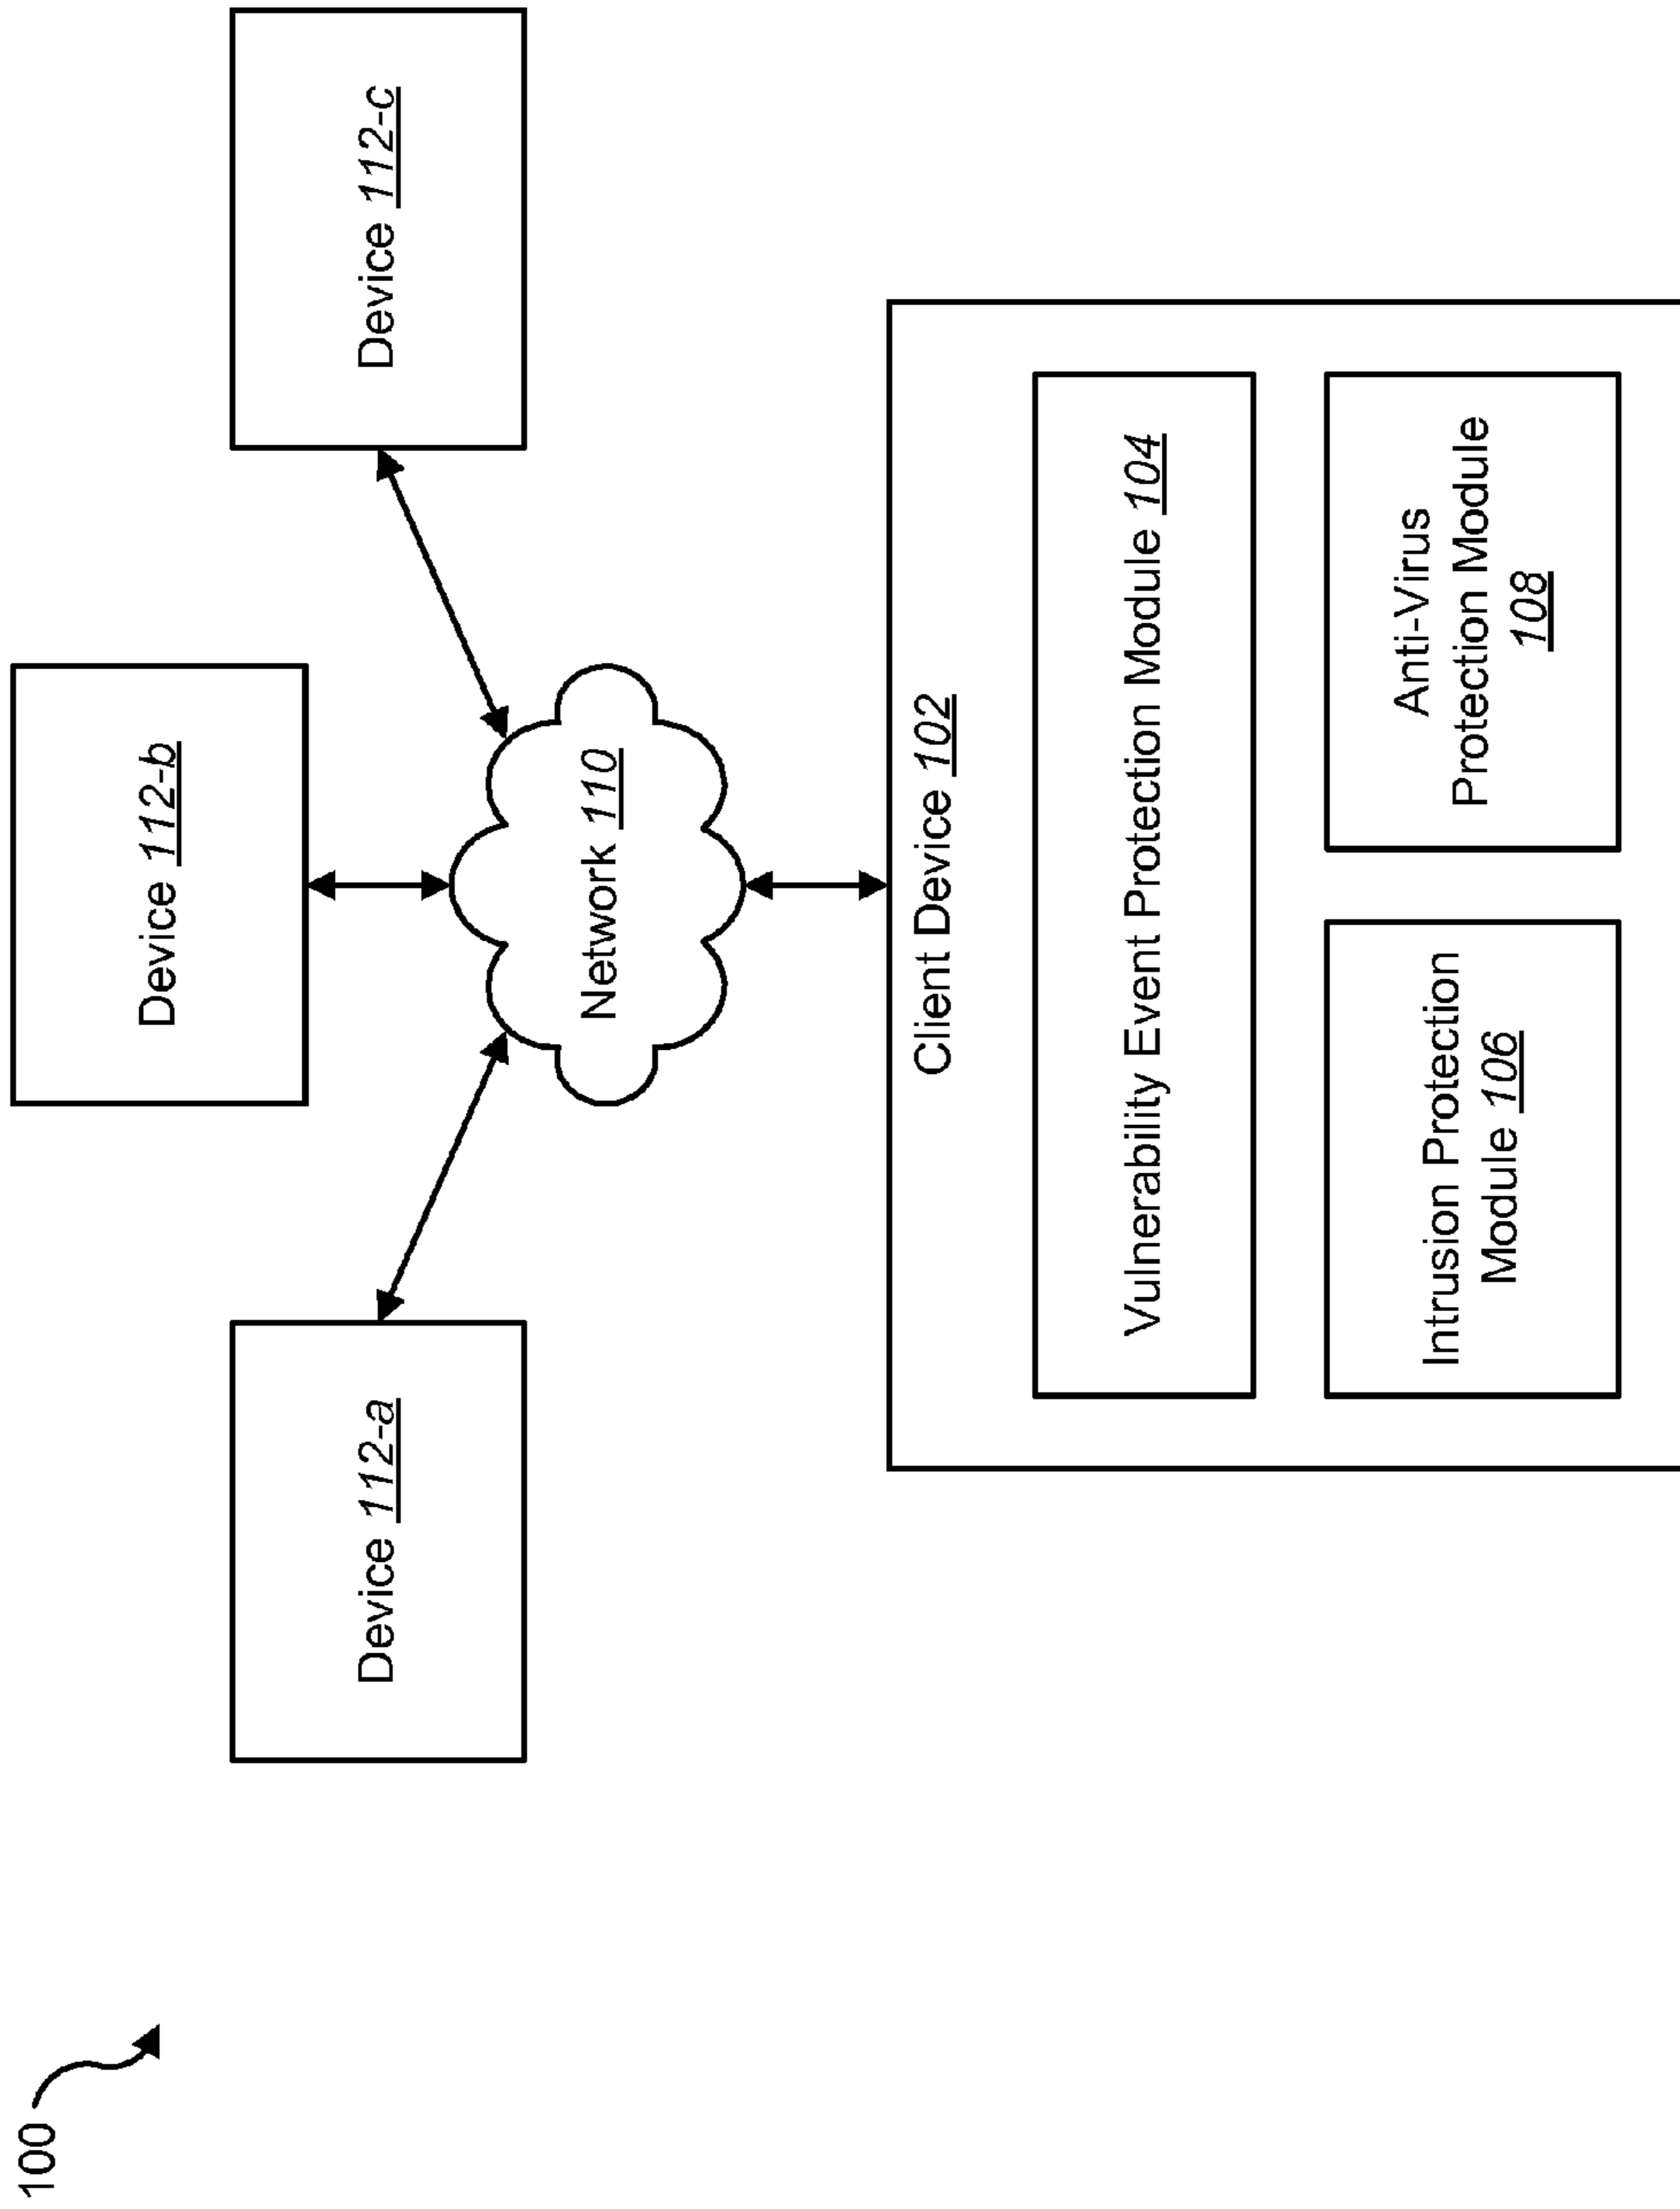 100
Device 112-b
Device 112-a
Device 112-c
Network 110
Client Device 102
Vulnerability Event Protection Module 104
Intrusion Protection
Module 106
Anti-Virus
Protection Module
108